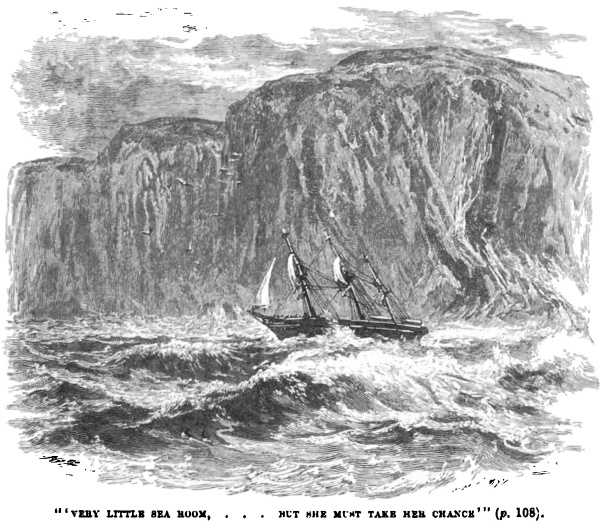 "'VERY LITTLE SEA ROOM, . . . BUT SHE MUST TAKE HER CHANCE'" (p. 108).